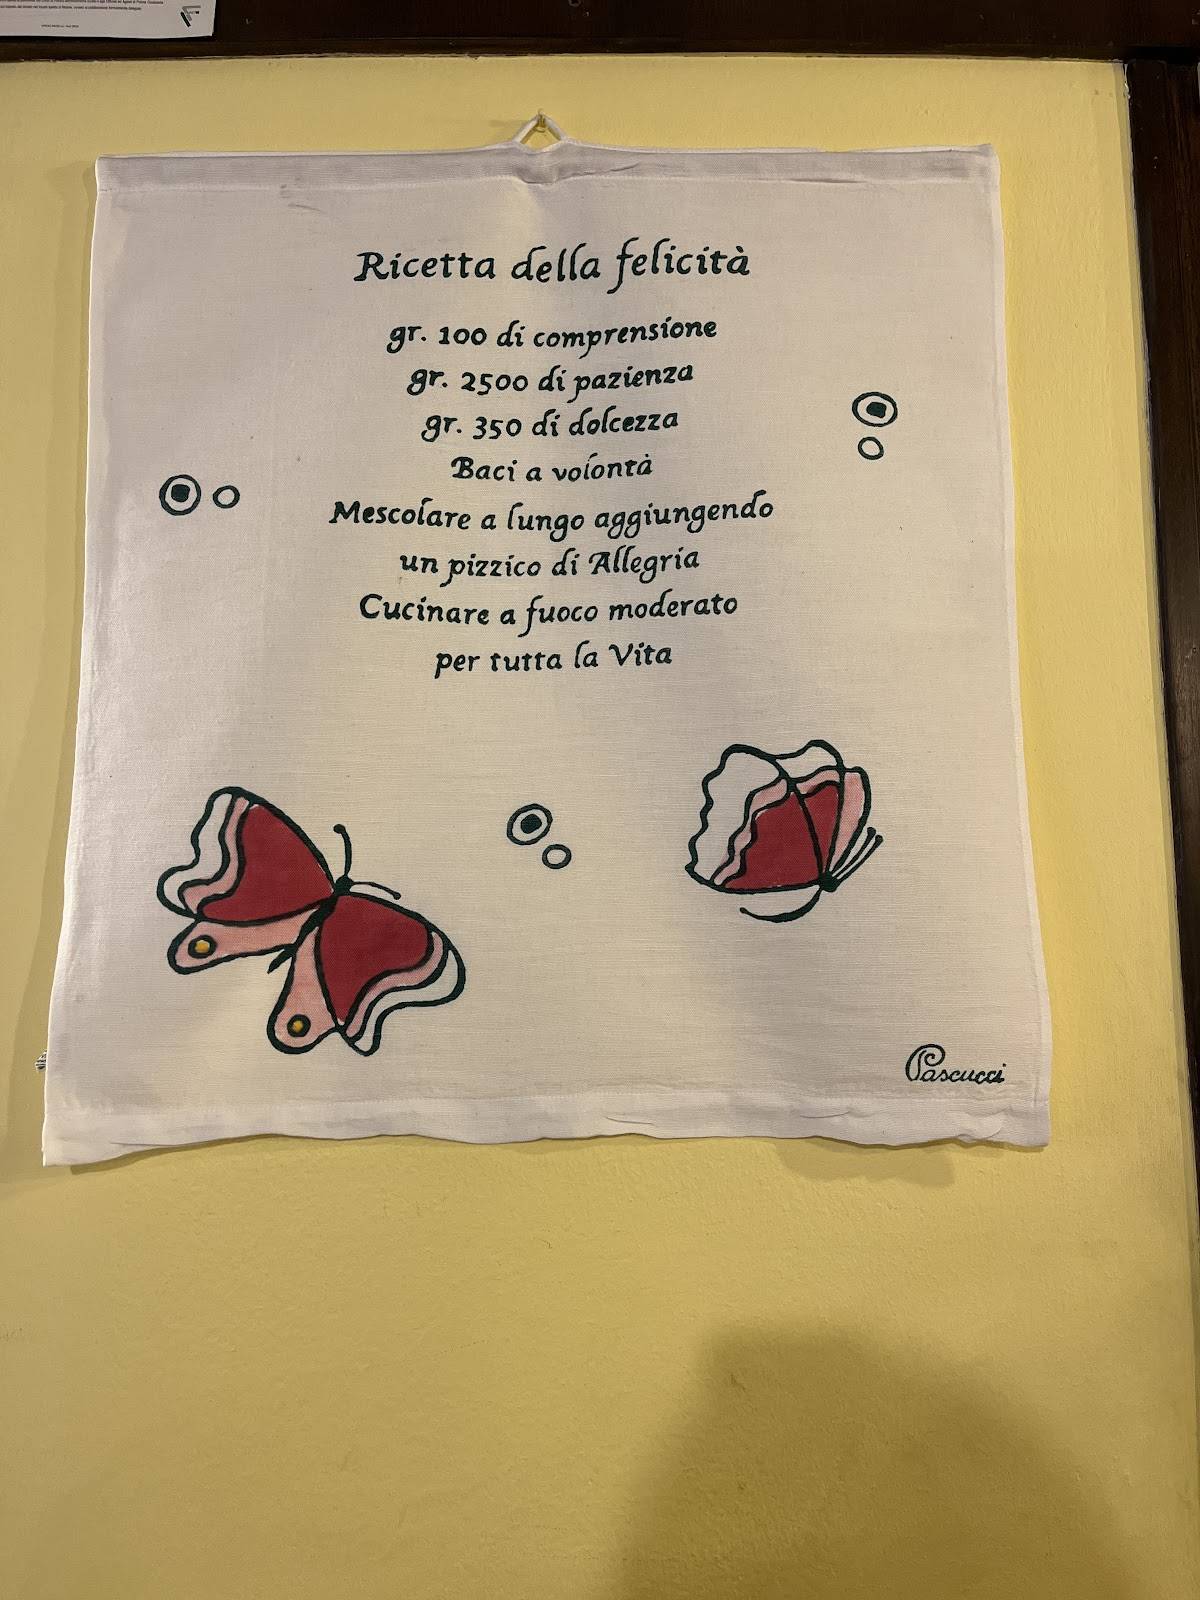 Ricetta della felicità
gr. 100 di comprensione
gr. 2500 di pazienza
gr. 350 di dolcezza
Baci a volontà
Mescolare a lungo aggiungendo
un pizzico di Allegria
Cucinare a fuoco moderato
per tutta la Vita
Pascucci